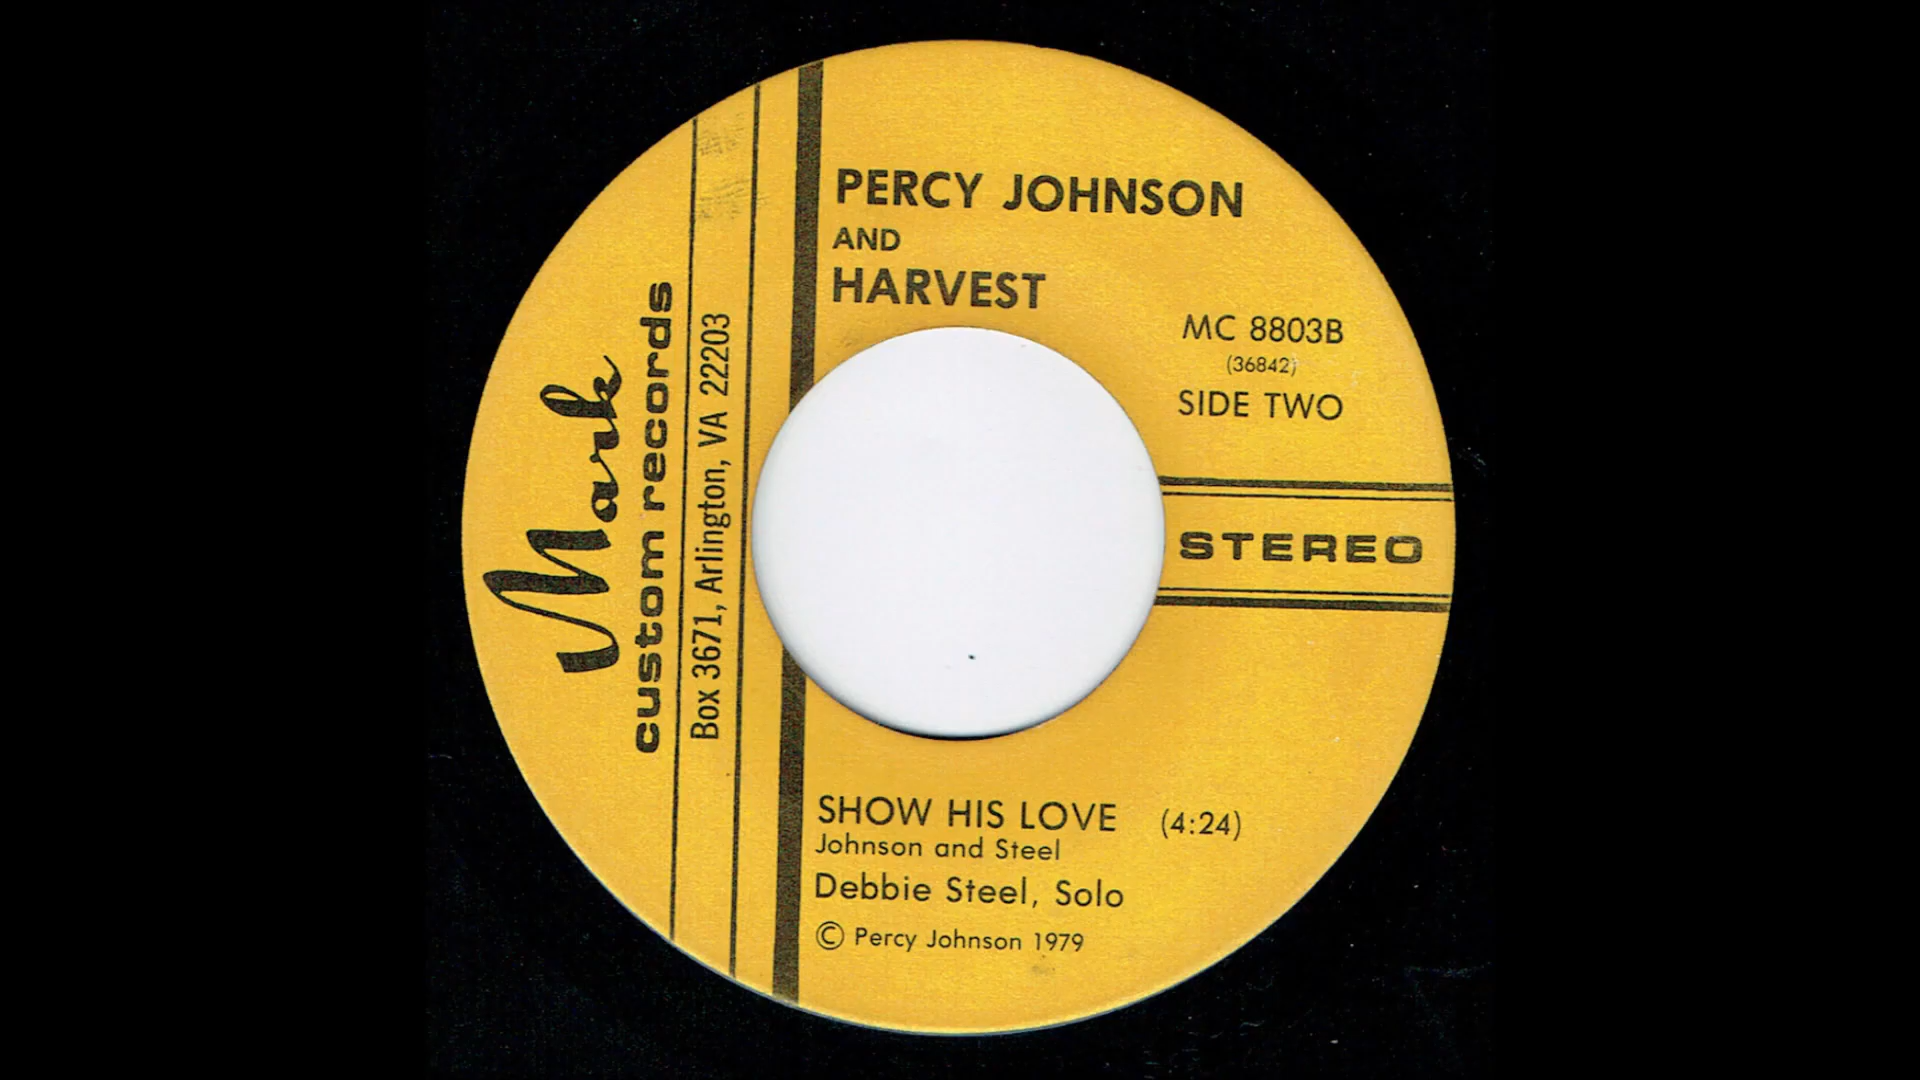 Mark
custom records
Box 3671, Arlington, VA 22203
PERCY JOHNSON
AND
HARVEST
MC 8803B
(36842)
SIDE TWO
STEREO
SHOW HIS LOVE (4:24)
Johnson and Steel
Debbie Steel, Solo
© Percy Johnson 1979